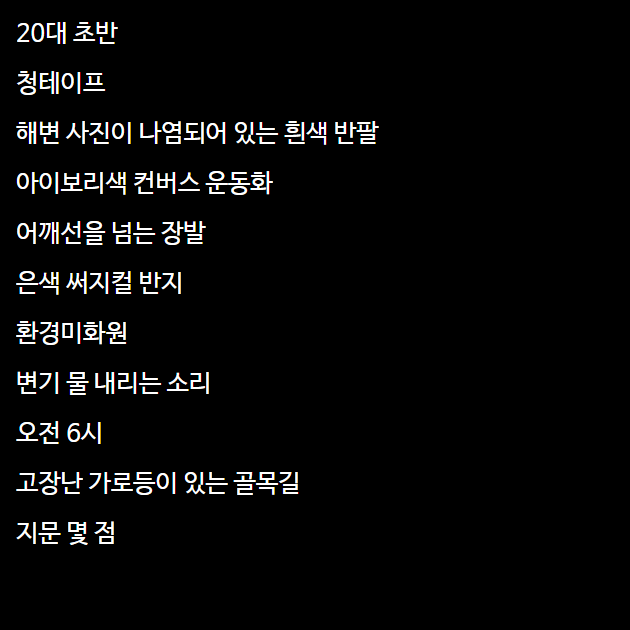 20대 초반
청테이프
해변 사진이 나염되어 있는 흰색 반팔
아이보리색 컨버스 운동화
어깨선을 넘는 장발
은색 써지컬 반지
환경미화원
변기 물 내리는 소리
오전 6시
고장난 가로등이 있는 골목길
지문 몇 점